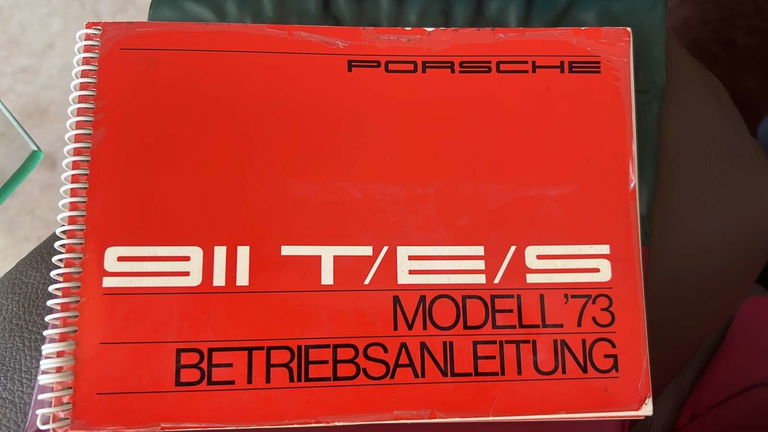 PORSCHE
911 T/E/S
MODELL '73
BETRIEBSANLEITUNG